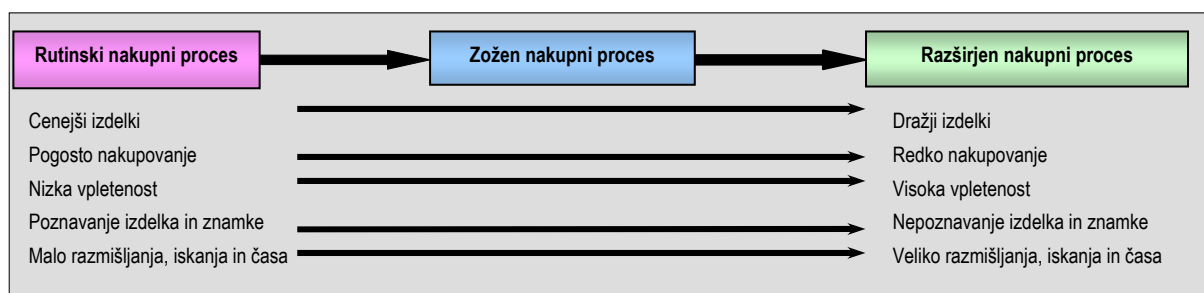 Rutinski nakupni proces
Zožen nakupni proces
Razširjen nakupni proces
Cenejši izdelki
Dražji izdelki
Pogosto nakupovanje
Redko nakupovanje
Nizka vpletenost
Visoka vpletenost
Poznavanje izdelka in znamke
Nepoznavanje izdelka in znamke
Malo razmišljanja, iskanja in časa
Veliko razmišljanja, iskanja in časa